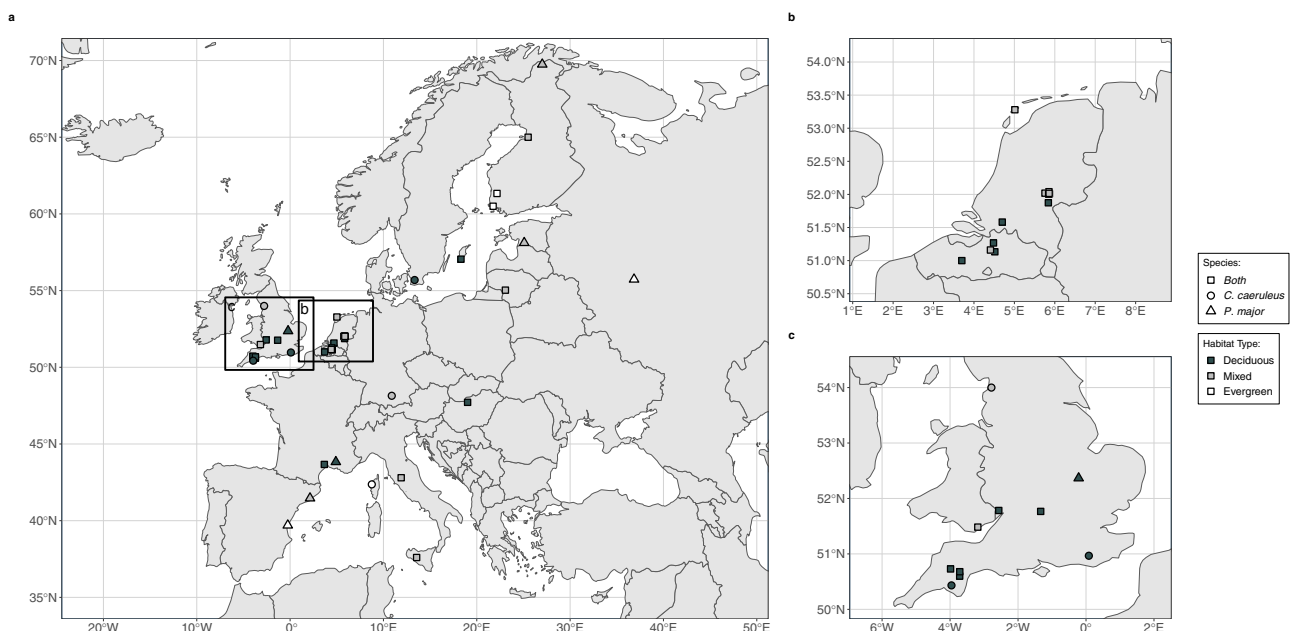 a
70°N
65°N
60°N
55°N
50°N
45°N
40°N
35°N
20°W
10°W
0°
10°E
20°E
30°E
40°E
50°E
c
b
b
54.0°N
53.5°N
53.0°N
52.5°N
52.0°N
51.5°N
51.0°N
50.5°N
1°E
2°E
3°E
4°E
5°E
6°E
7°E
8°E
c
54°N
53°N
52°N
51°N
50°N
6°W
4°W
2°W
0°
2°E
Species:
Both
C. caeruleus
P. major
Habitat Type:
Deciduous
Mixed
Evergreen